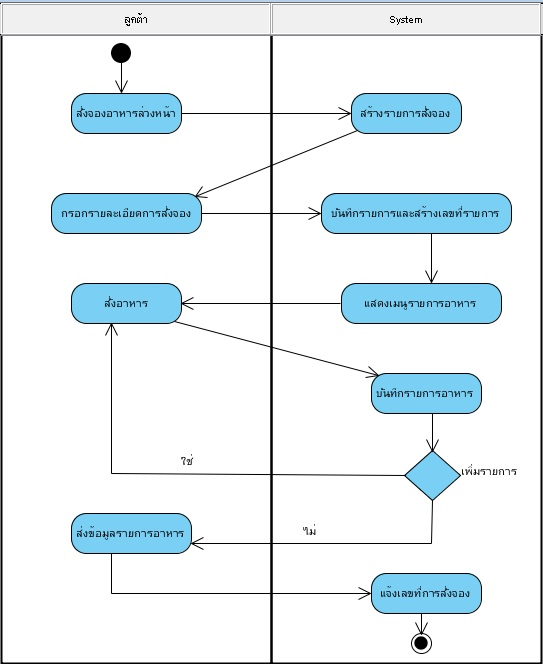 ลูกค้า
System
สั่งจองอาหารล่วงหน้า
สร้างรายการสั่งจอง
กรอกรายละเอียดการสั่งจอง
บันทึกรายการและสร้างเลขที่รายการ
สั่งอาหาร
แสดงเมนูรายการอาหาร
บันทึกรายการอาหาร
ใช่
เพิ่มรายการ
ส่งข้อมูลรายการอาหาร
ไม่
แจ้งเลขที่การสั่งจอง